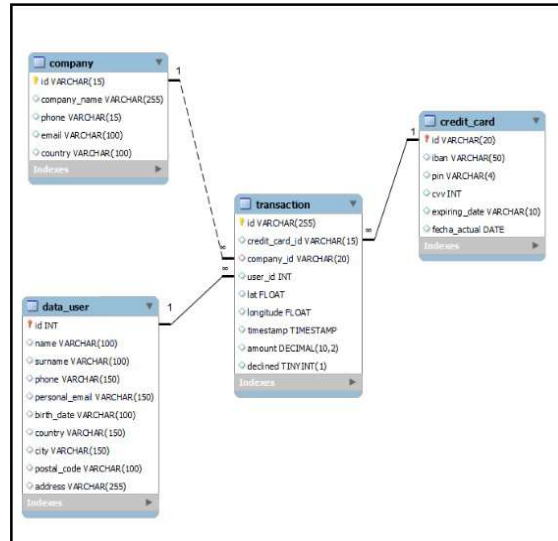 company
id VARCHAR(15)
company_name VARCHAR(255)
phone VARCHAR(15)
email VARCHAR(100)
country VARCHAR(100)
Indexes
1
credit_card
id VARCHAR(20)
iban VARCHAR(50)
pin VARCHAR(4)
cvv INT
expiring_date VARCHAR(10)
fecha_actual DATE
Indexes
1
transaction
id VARCHAR(255)
credit_card_id VARCHAR(15)
company_id VARCHAR(20)
user_id INT
lat FLOAT
longitude FLOAT
timestamp TIMESTAMP
amount DECIMAL(10,2)
declined TINYINT(1)
Indexes
∞
∞
∞
data_user
id INT
name VARCHAR(100)
surname VARCHAR(100)
phone VARCHAR(150)
personal_email VARCHAR(150)
birth_date VARCHAR(100)
country VARCHAR(150)
city VARCHAR(150)
postal_code VARCHAR(100)
address VARCHAR(255)
Indexes
1